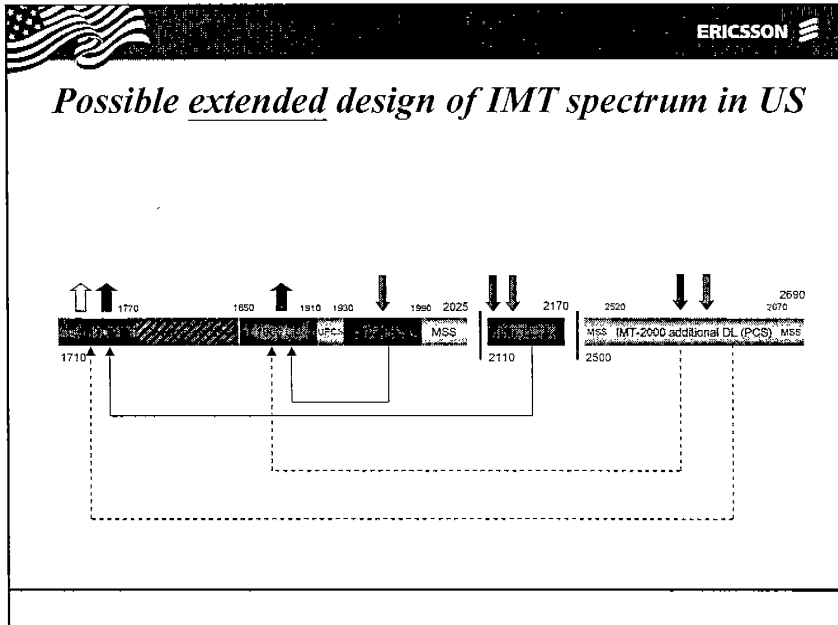 ERICSSON
Possible extended design of IMT spectrum in US
1770
1850
1910
1930
1990
2025
2170
2520
2670
2690
UPCS
MSS
MSS
IMT-2000 additional DL (PCS)
MSS
1710
2110
2500